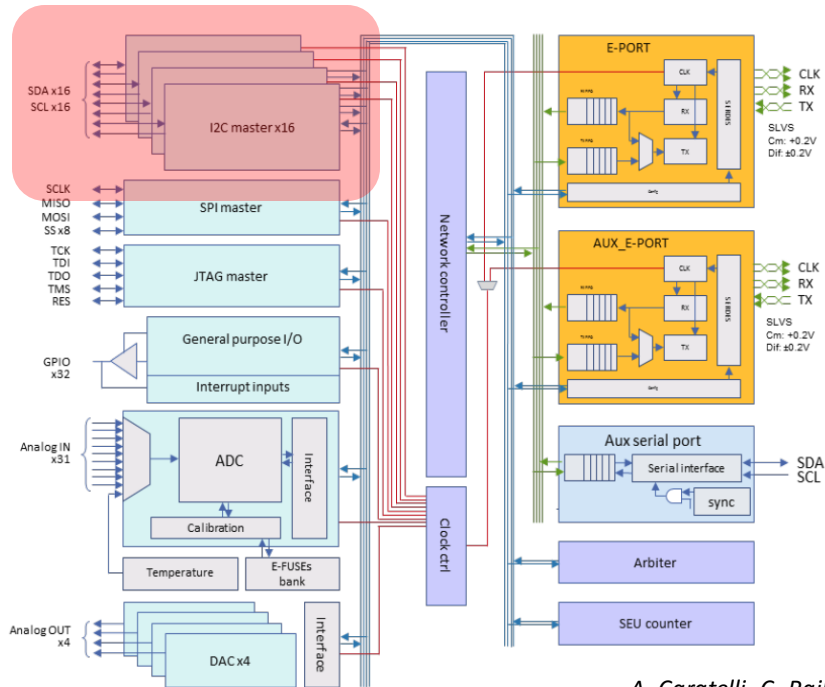 SDA x16
SCL x16
I2C master x16
SCLK
MISO
MOSI
SS x8
SPI master
TCK
TDI
TDO
TMS
RES
JTAG master
GPIO
x32
General purpose I/O
Interrupt inputs
Analog IN
x31
ADC
Interface
Calibration
Temperature
E-FUSEs
bank
Analog OUT
x4
DAC x4
Interface
Network controller
Clock ctrl
E-PORT
CLK
RX
TX
SERDES
CLK
RX
TX
SLVS
Cm: +0.2V
Dif: ±0.2V
AUX_E-PORT
CLK
RX
TX
SERDES
CLK
RX
TX
SLVS
Cm: +0.2V
Dif: ±0.2V
Aux serial port
Serial interface
sync
SDA
SCL
Arbiter
SEU counter
A. Caratelli, C. Pai